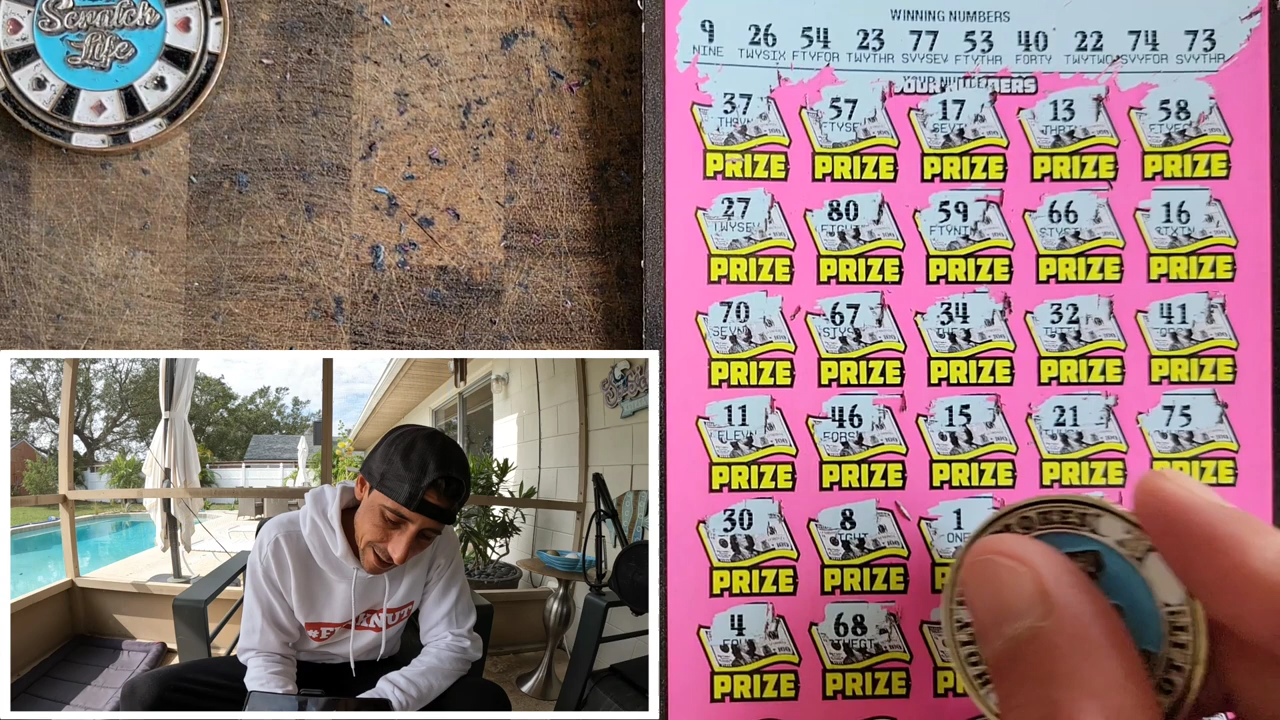 Scratch
Life
WINNING NUMBERS
9 26 54 23 77 53 40 22 74 73
NINE TWYSIX FTYFOR TWYTHR SVYSEV FTYTHR FORTY TWYTWO SVYFOR SVYTHR
YOUR NUMBERS
37 57 17 13 58
PRIZE PRIZE PRIZE PRIZE PRIZE
27 80 59 66 16
PRIZE PRIZE PRIZE PRIZE PRIZE
70 67 34 32 41
PRIZE PRIZE PRIZE PRIZE PRIZE
11 46 15 21 75
PRIZE PRIZE PRIZE PRIZE PRIZE
30 8 1
ONE
PRIZE PRIZE
4 68
PRIZE PRIZE